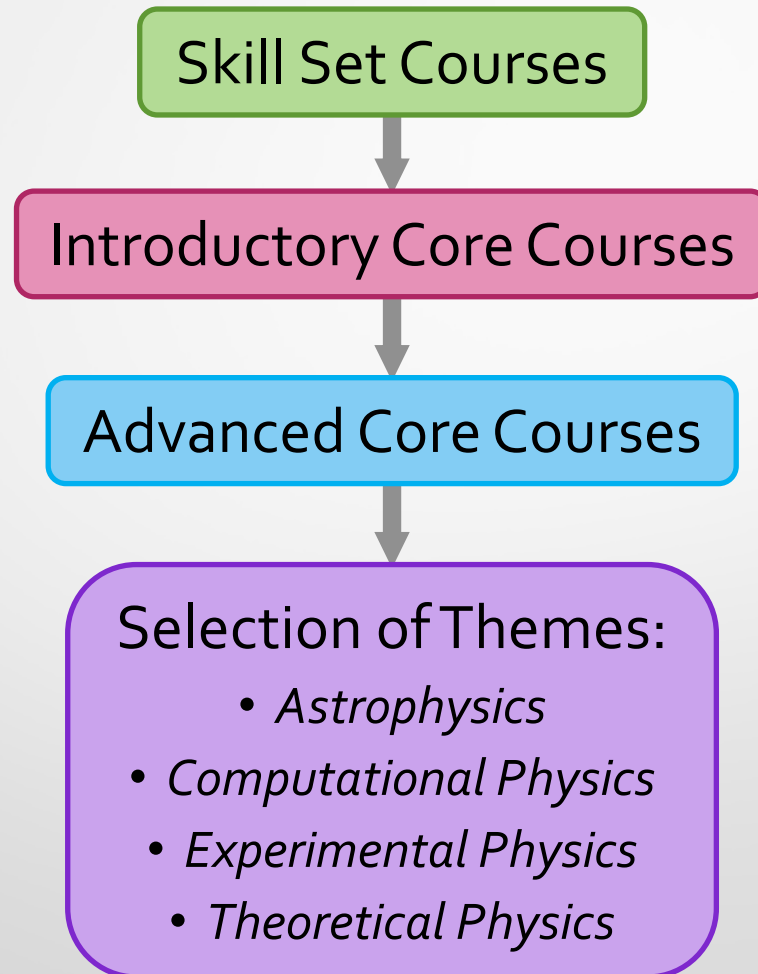 Skill Set Courses
Introductory Core Courses
Advanced Core Courses
Selection of Themes:
• Astrophysics
• Computational Physics
• Experimental Physics
• Theoretical Physics